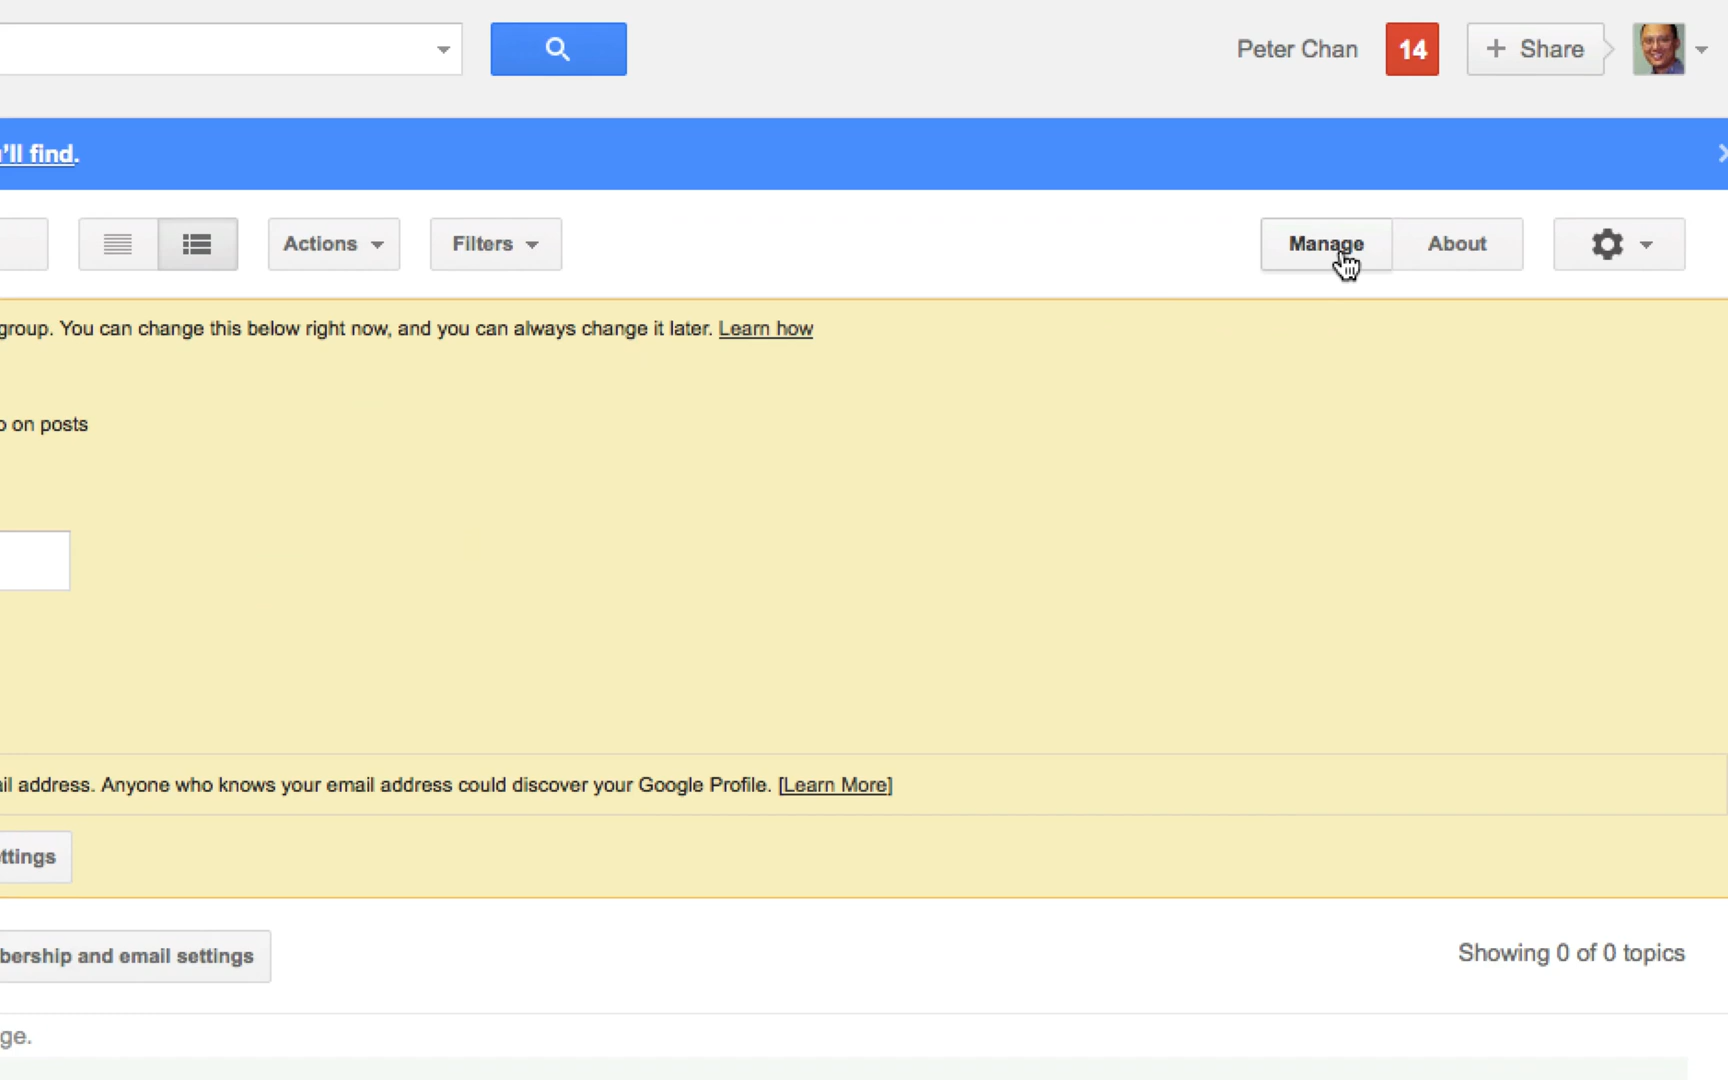 Peter Chan 14 + Share
'll find.
Actions Filters Manage About
group. You can change this below right now, and you can always change it later. Learn how
on posts
address. Anyone who knows your email address could discover your Google Profile. [Learn More]
ttings
bership and email settings Showing 0 of 0 topics
ge.